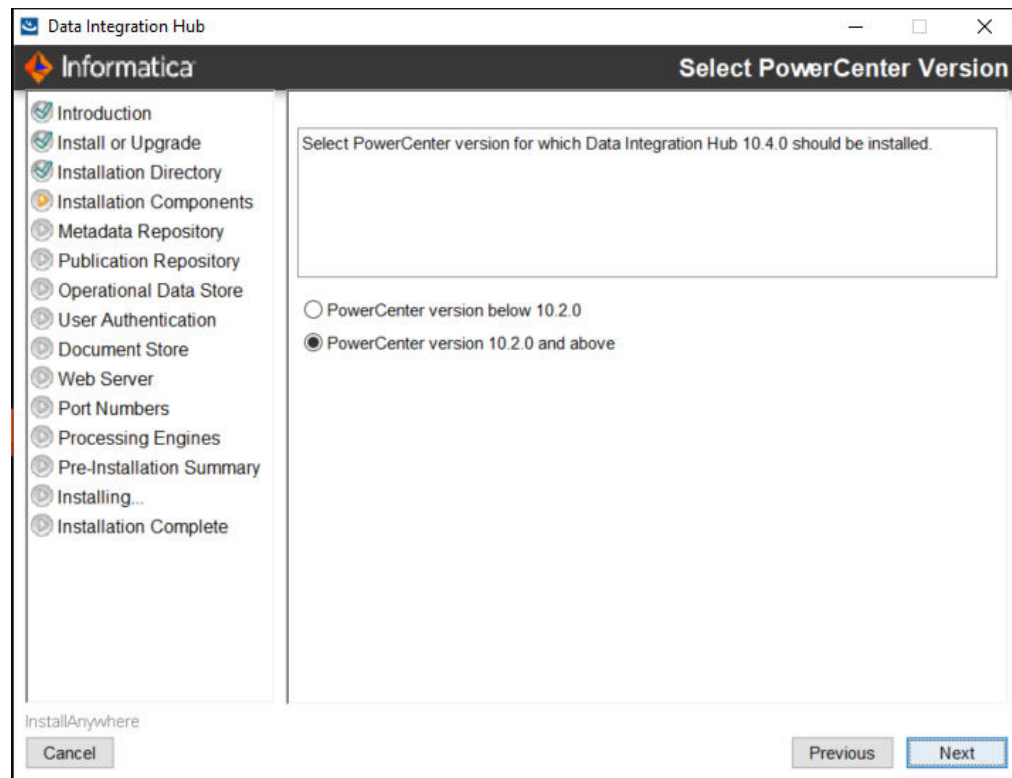 Data Integration Hub
Informatica
Select PowerCenter Version
Introduction
Install or Upgrade
Installation Directory
Installation Components
Metadata Repository
Publication Repository
Operational Data Store
User Authentication
Document Store
Web Server
Port Numbers
Processing Engines
Pre-Installation Summary
Installing...
Installation Complete
Select PowerCenter version for which Data Integration Hub 10.4.0 should be installed.
PowerCenter version below 10.2.0
PowerCenter version 10.2.0 and above
InstallAnywhere
Cancel
Previous
Next